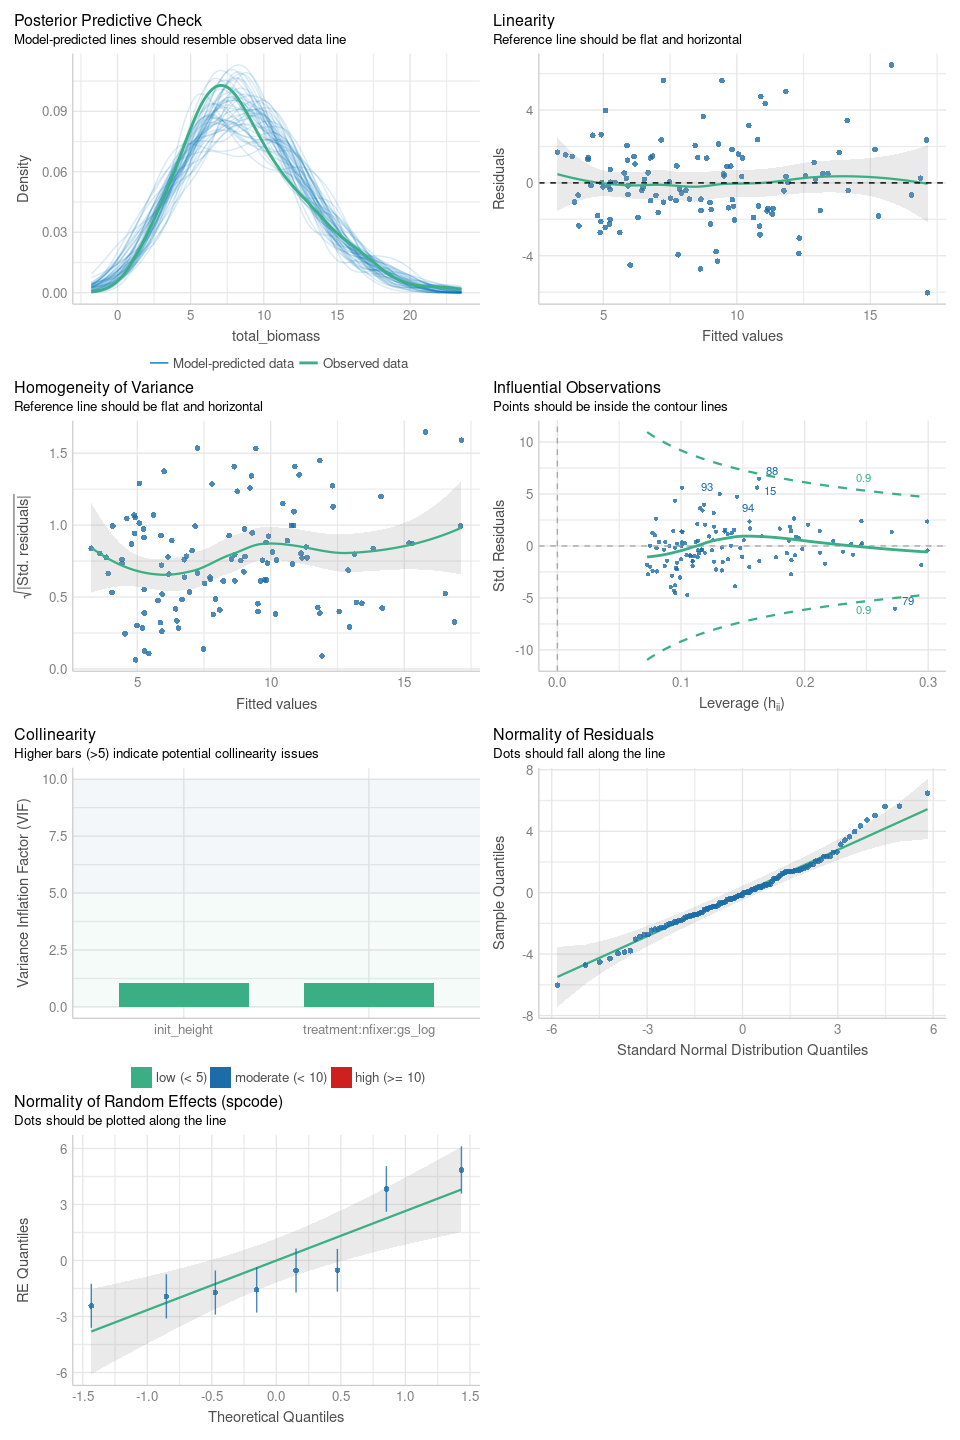 Posterior Predictive Check
Model-predicted lines should resemble observed data line
Density
0.09
0.06
0.03
0.00
0
5
10
15
20
total_biomass
Model-predicted data
Observed data
Linearity
Reference line should be flat and horizontal
Residuals
4
0
-4
5
10
15
Fitted values
Homogeneity of Variance
Reference line should be flat and horizontal
√|Std. residuals|
1.5
1.0
0.5
0.0
5
10
15
Fitted values
Influential Observations
Points should be inside the contour lines
Std. Residuals
10
5
0
-5
-10
88
93
15
94
79
0.9
0.9
0.0
0.1
0.2
0.3
Leverage (hii)
Collinearity
Higher bars (>5) indicate potential collinearity issues
Variance Inflation Factor (VIF)
10.0
7.5
5.0
2.5
0.0
init_height
treatment:nfixer:gs_log
low (< 5)
moderate (< 10)
high (>= 10)
Normality of Residuals
Dots should fall along the line
Sample Quantiles
8
4
0
-4
-8
-6
-3
0
3
6
Standard Normal Distribution Quantiles
Normality of Random Effects (spcode)
Dots should be plotted along the line
RE Quantiles
6
3
0
-3
-6
-1.5
-1.0
-0.5
0.0
0.5
1.0
1.5
Theoretical Quantiles